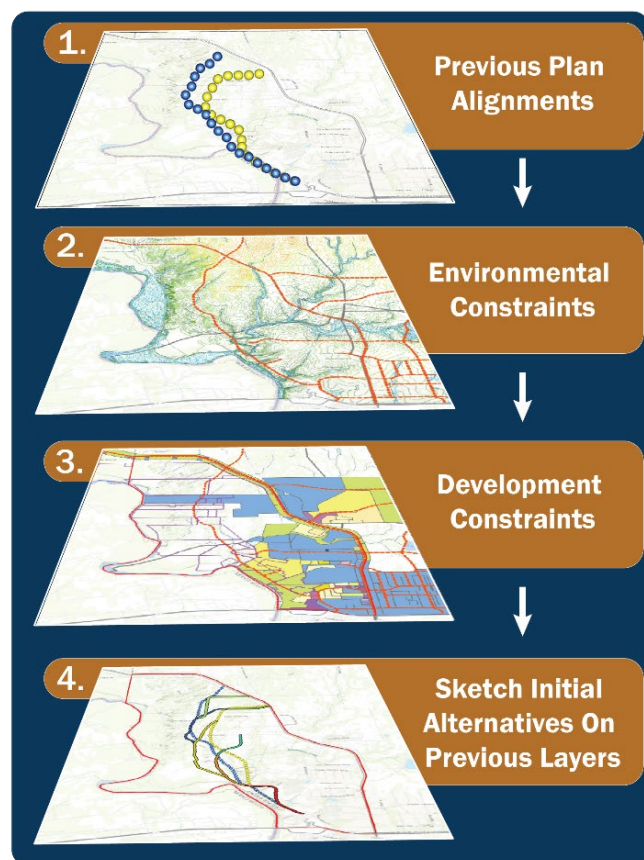 1.
Previous Plan
Alignments
2.
Environmental
Constraints
3.
Development
Constraints
4.
Sketch Initial
Alternatives On
Previous Layers